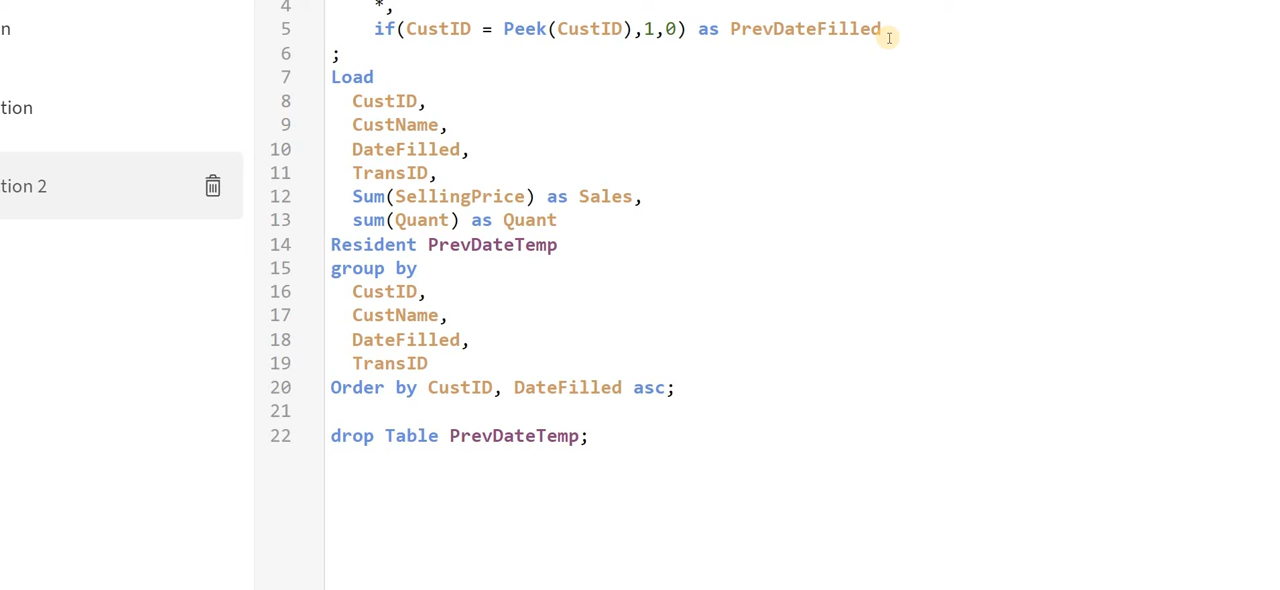 4 *,
n
5 if(CustID = Peek(CustID),1,0) as PrevDateFilled
6 ;
7 Load
8 CustID,
tion
9 CustName,
10 DateFilled,
11 TransID,
tion 2
12 Sum(SellingPrice) as Sales,
13 sum(Quant) as Quant
14 Resident PrevDateTemp
15 group by
16 CustID,
17 CustName,
18 DateFilled,
19 TransID
20 Order by CustID, DateFilled asc;
21
22 drop Table PrevDateTemp;